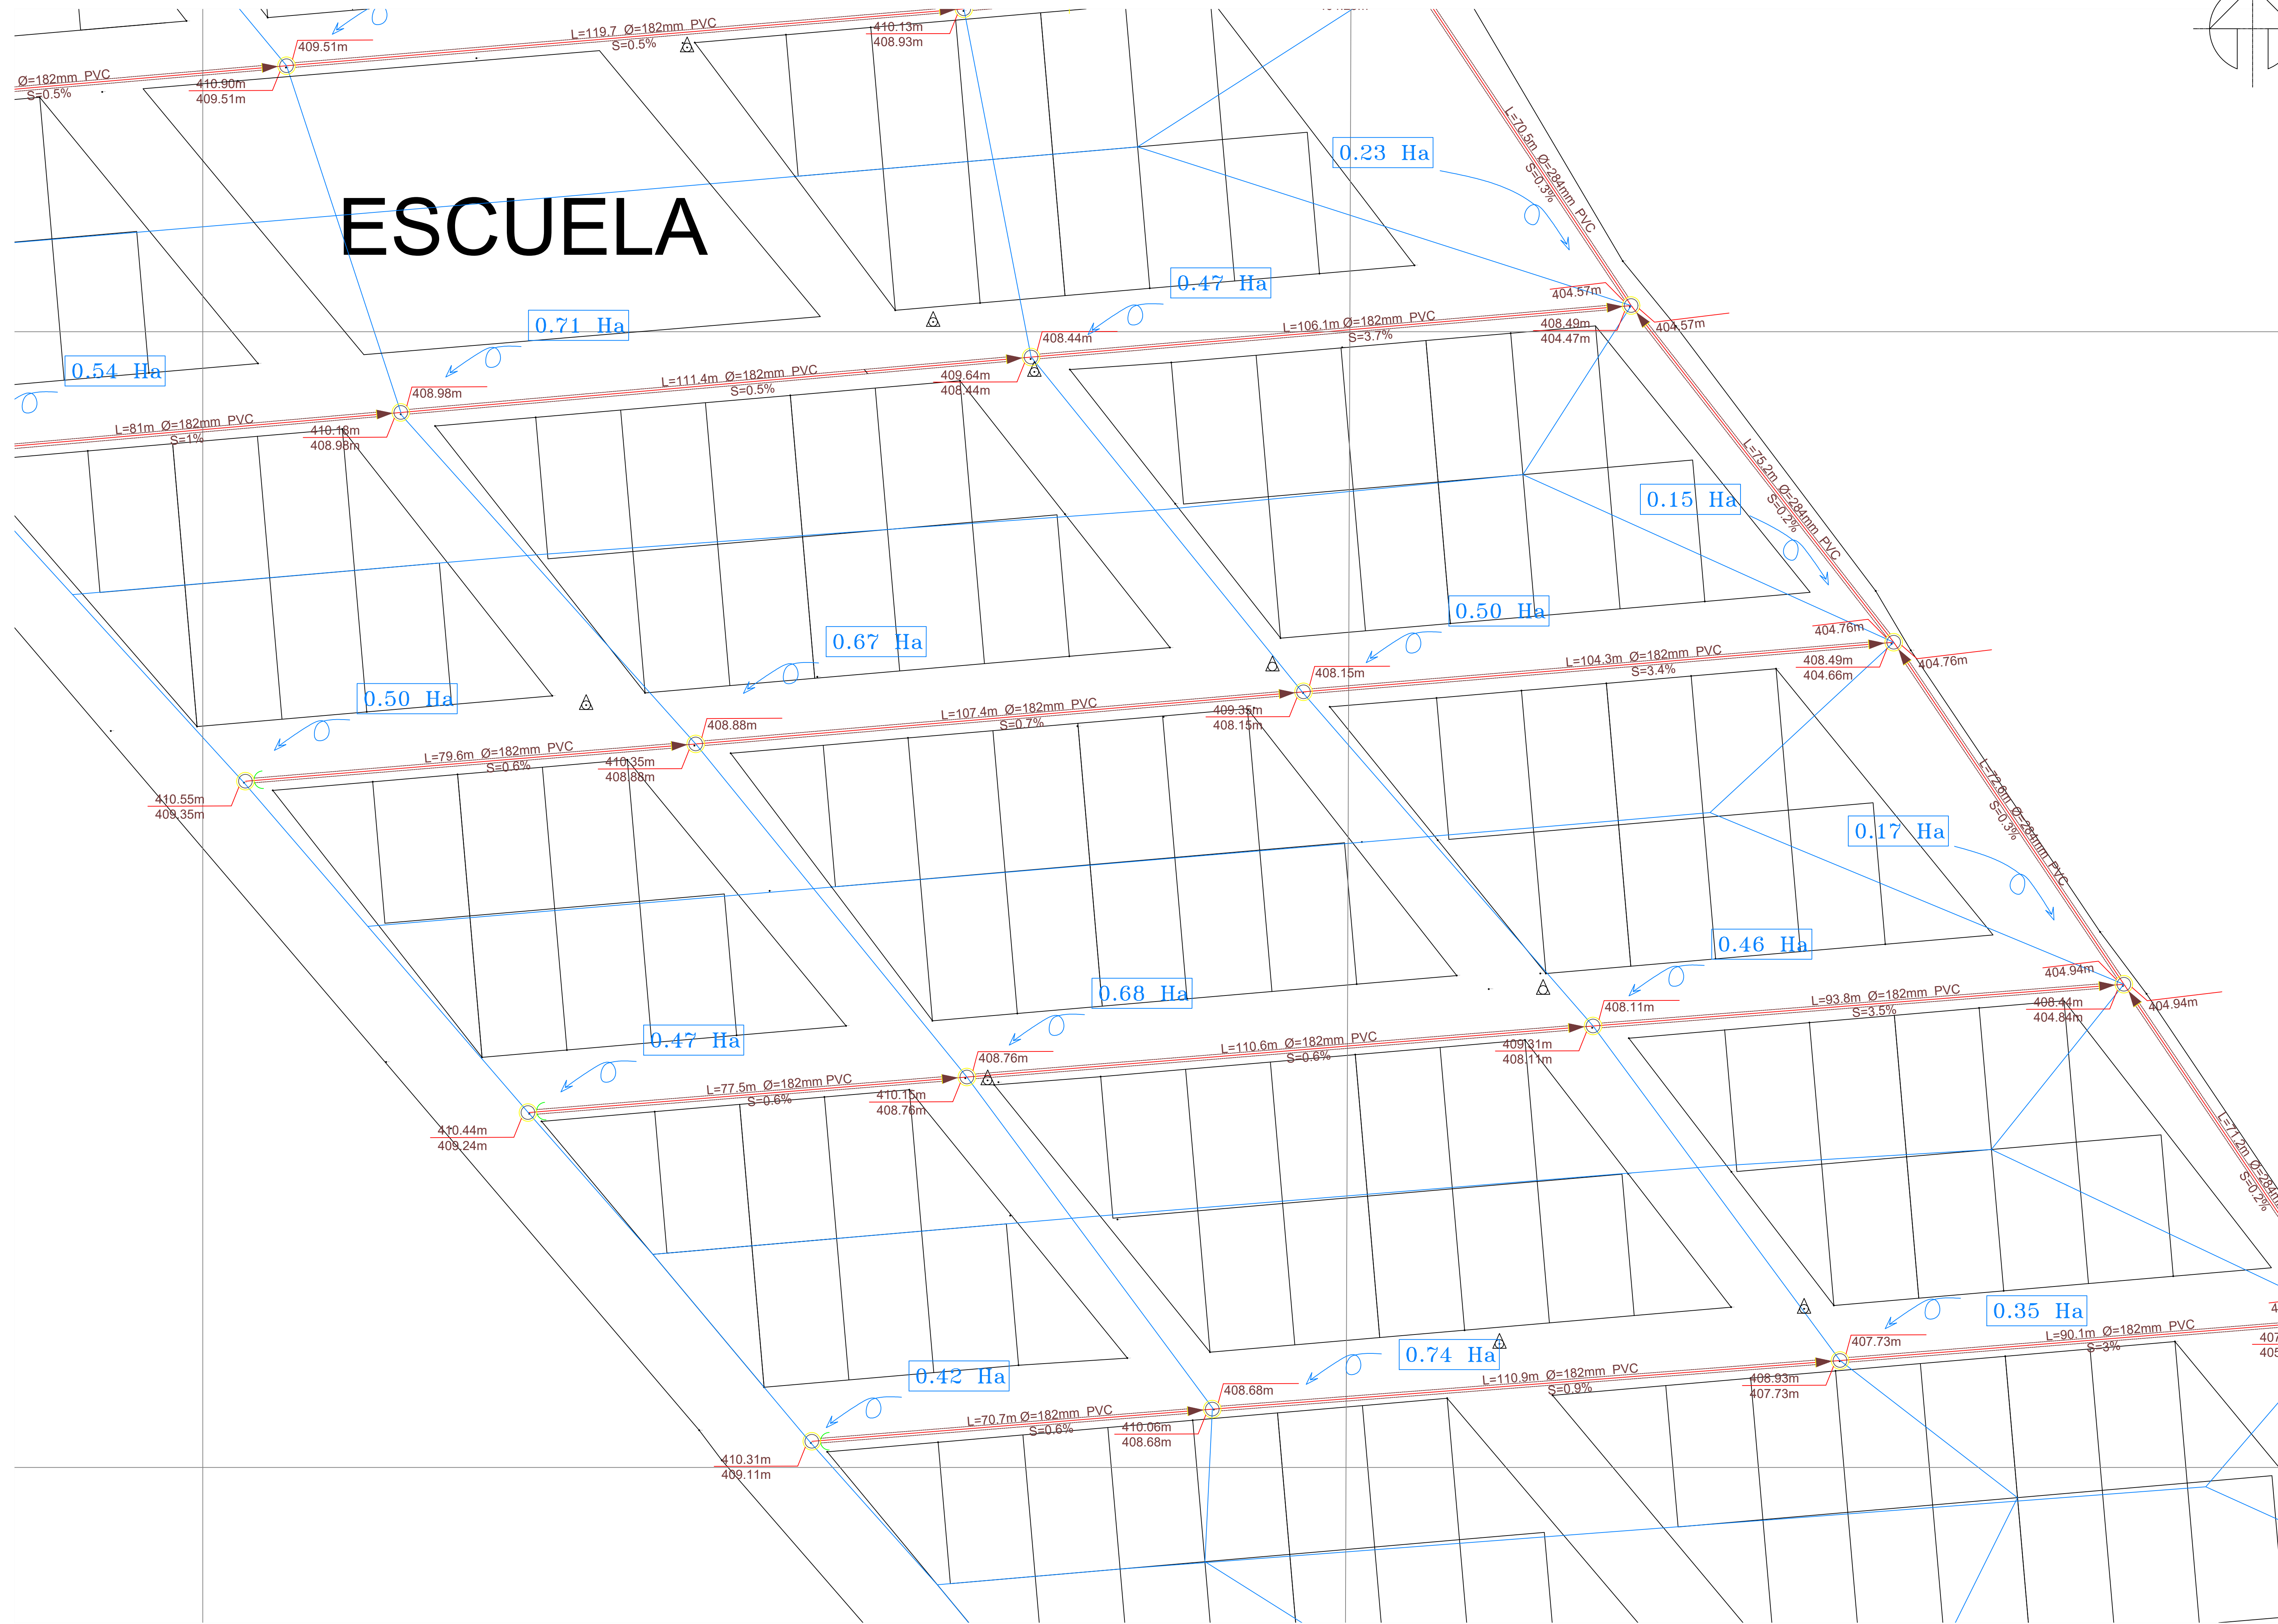 L=119.7  Ø=182mm  PVC
S=0.5%
410.13m
408.93m
409.51m
Ø=182mm  PVC
S=0.5%
410.90m
409.51m
L=70.5m  Ø=284mm  PVC
S=0.3%
0.23 Ha
ESCUELA
0.47 Ha
404.57m
408.49m
404.47m
404.57m
0.71 Ha
L=106.1m Ø=182mm  PVC
S=3.7%
408.44m
0.54 Ha
L=111.4m  Ø=182mm  PVC
S=0.5%
409.64m
408.44m
408.98m
L=81m  Ø=182mm  PVC
S=1%
410.18m
408.98m
L=75.2m  Ø=284mm  PVC
S=0.2%
0.15 Ha
0.50 Ha
404.76m
408.49m
404.66m
404.76m
0.67 Ha
L=104.3m  Ø=182mm  PVC
S=3.4%
408.15m
0.50 Ha
L=107.4m  Ø=182mm  PVC
S=0.7%
409.35m
408.15m
408.88m
L=79.6m  Ø=182mm  PVC
S=0.6%
410.35m
408.88m
410.55m
409.35m
L=72.6m  Ø=284mm  PVC
S=0.3%
0.17 Ha
0.46 Ha
404.94m
408.44m
404.84m
404.94m
0.68 Ha
L=93.8m  Ø=182mm  PVC
S=3.5%
408.11m
0.47 Ha
L=110.6m  Ø=182mm  PVC
S=0.6%
409.31m
408.11m
408.76m
L=77.5m  Ø=182mm PVC
S=0.6%
410.15m
408.76m
410.44m
409.24m
L=71.2m  Ø=284m
S=0.2%
0.35 Ha
L=90.1m  Ø=182mm  PVC
S=3%
407.73m
0.74 Ha
L=110.9m  Ø=182mm  PVC
S=0.9%
408.93m
407.73m
0.42 Ha
408.68m
L=70.7m Ø=182mm  PVC
S=0.6%
410.06m
408.68m
410.31m
409.11m